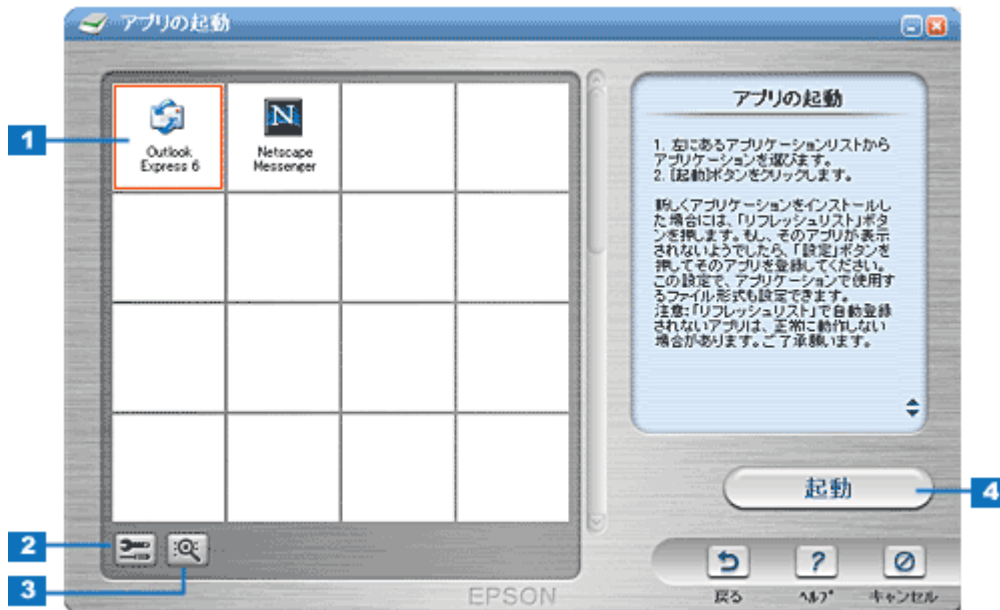 アプリの起動
1
Outlook
Express 6
Netscape
Messenger
アプリの起動
1. 左にあるアプリケーションリストから
アプリケーションを選びます。
2. [起動]ボタンをクリックします。
新しくアプリケーションをインストールし
た場合には、「リフレッシュリスト」ボタ
ンを押します。もし、そのアプリが表示
されないようでしたら、「設定」ボタンを
押してそのアプリを登録してください。
この設定で、アプリケーションで使用す
るファイル形式も設定できます。
注意:「リフレッシュリスト」で自動登録
されないアプリは、正常に動作しない
場合があります。ご了承願います。
起動
4
2
3
EPSON
戻る
ヘルプ
キャンセル